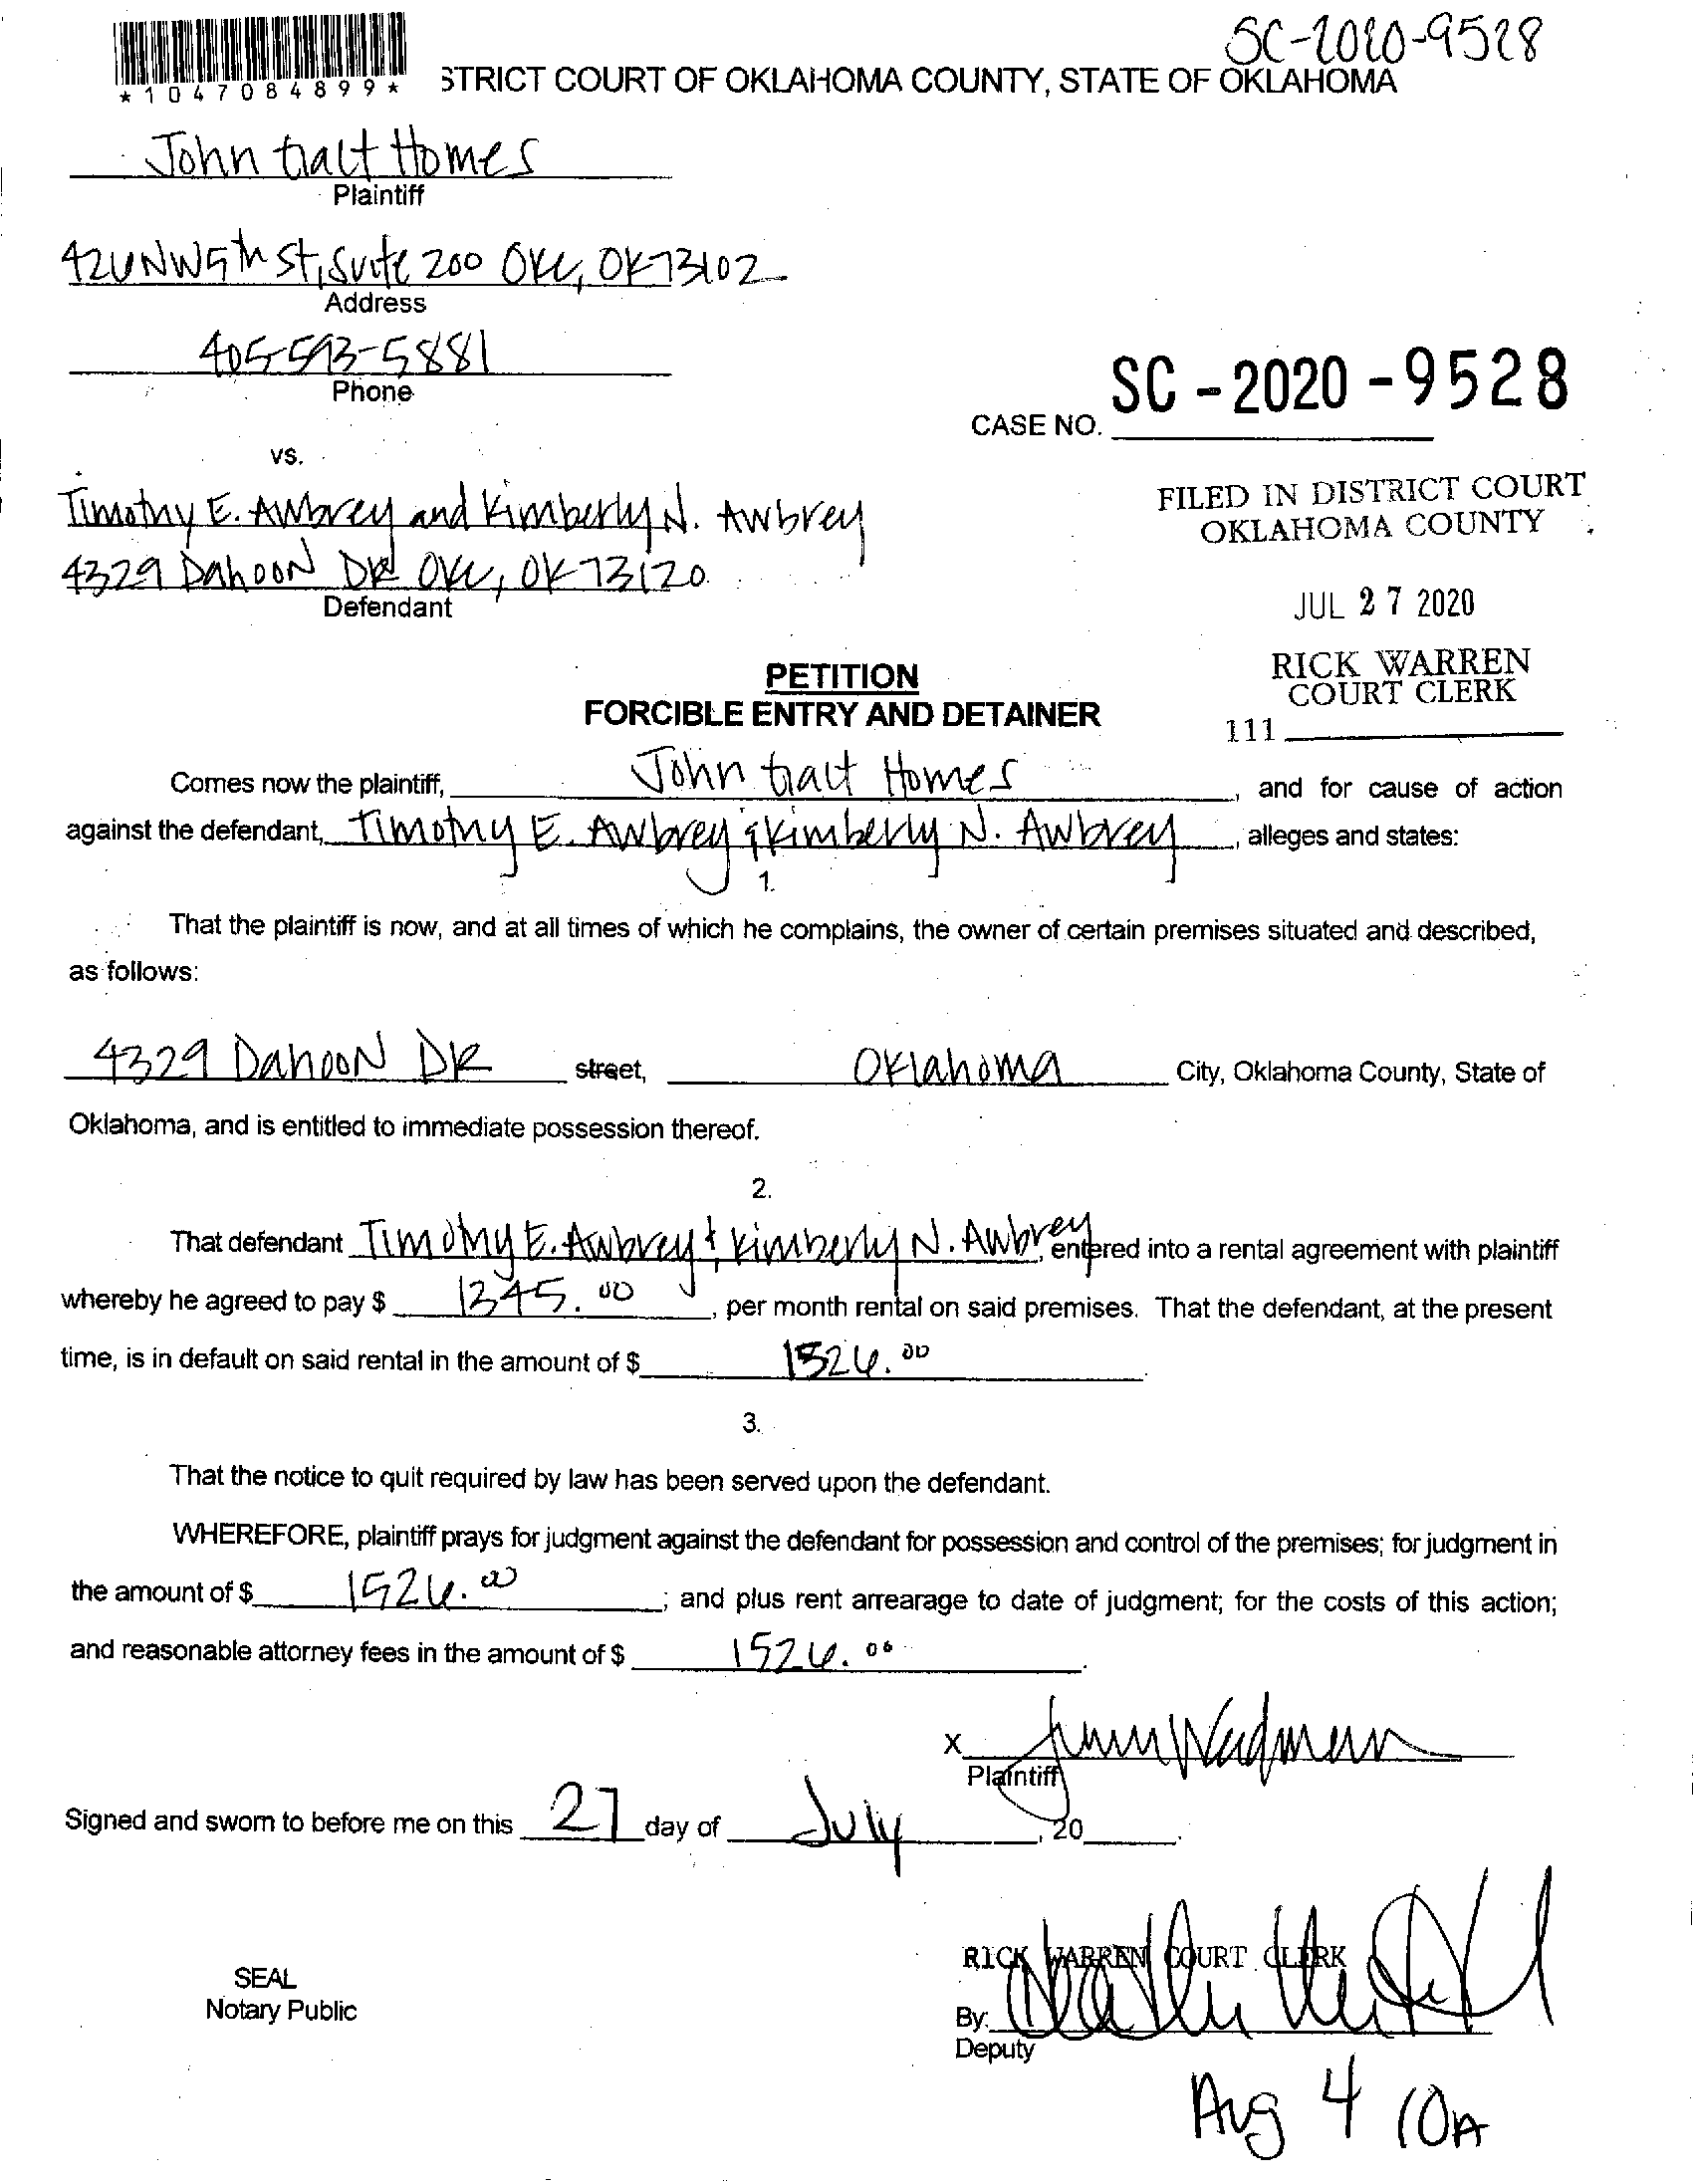 SC-2020-9528
*1047084899*
STRICT COURT OF OKLAHOMA COUNTY, STATE OF OKLAHOMA
John Galt Homes
Plaintiff
420 NW 5th St, Suite 200 OKC, OK 73102
Address
405-593-5881
Phone
SC-2020-9528
CASE NO.
vs.
Timothy E. Awbrey and Kimberly N. Awbrey
4329 Dahoon DR OKC, OK 73120
Defendant
FILED IN DISTRICT COURT
OKLAHOMA COUNTY
JUL 27 2020
RICK WARREN
COURT CLERK
111
PETITION
FORCIBLE ENTRY AND DETAINER
Comes now the plaintiff, John Galt Homes, and for cause of action
against the defendant, Timothy E. Awbrey & Kimberly N. Awbrey, alleges and states:
1.
That the plaintiff is now, and at all times of which he complains, the owner of certain premises situated and described,
as follows:
4329 Dahoon DR street, Oklahoma City, Oklahoma County, State of
Oklahoma, and is entitled to immediate possession thereof.
2.
That defendant Timothy E. Awbrey & Kimberly N. Awbrey, entered into a rental agreement with plaintiff
whereby he agreed to pay $ 1345.00, per month rental on said premises. That the defendant, at the present
time, is in default on said rental in the amount of $ 1526.00.
3.
That the notice to quit required by law has been served upon the defendant.
WHEREFORE, plaintiff prays for judgment against the defendant for possession and control of the premises; for judgment in
the amount of $ 1526.00; and plus rent arrearage to date of judgment; for the costs of this action;
and reasonable attorney fees in the amount of $ 1526.00.
X
Plaintiff
Signed and sworn to before me on this 27 day of July, 20 .
SEAL
Notary Public
RICK WARREN COURT CLERK
By:
Deputy
Aug 4 10A